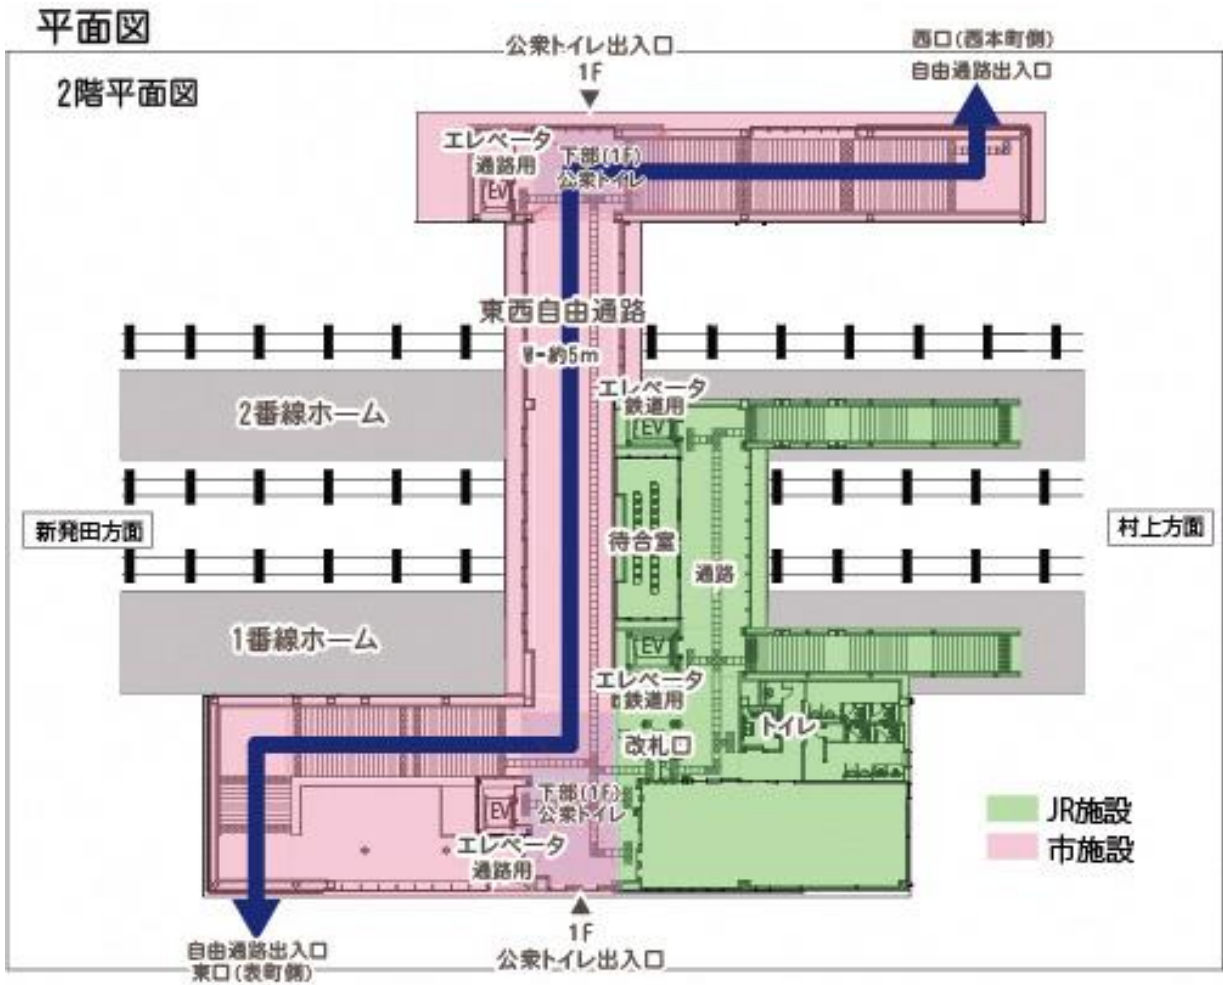 平面図
2階平面図
公衆トイレ出入口
1F
西口(西本町側)
自由通路出入口
エレベータ
通路用
EV
下部(1F)
公衆トイレ
東西自由通路
W=約5m
エレベータ
鉄道用
EV
2番線ホーム
新発田方面
待合室
通路
村上方面
1番線ホーム
EV
エレベータ
鉄道用
改札口
トイレ
下部(1F)
公衆トイレ
EV
エレベータ
通路用
JR施設
市施設
自由通路出入口
東口(表町側)
1F
公衆トイレ出入口